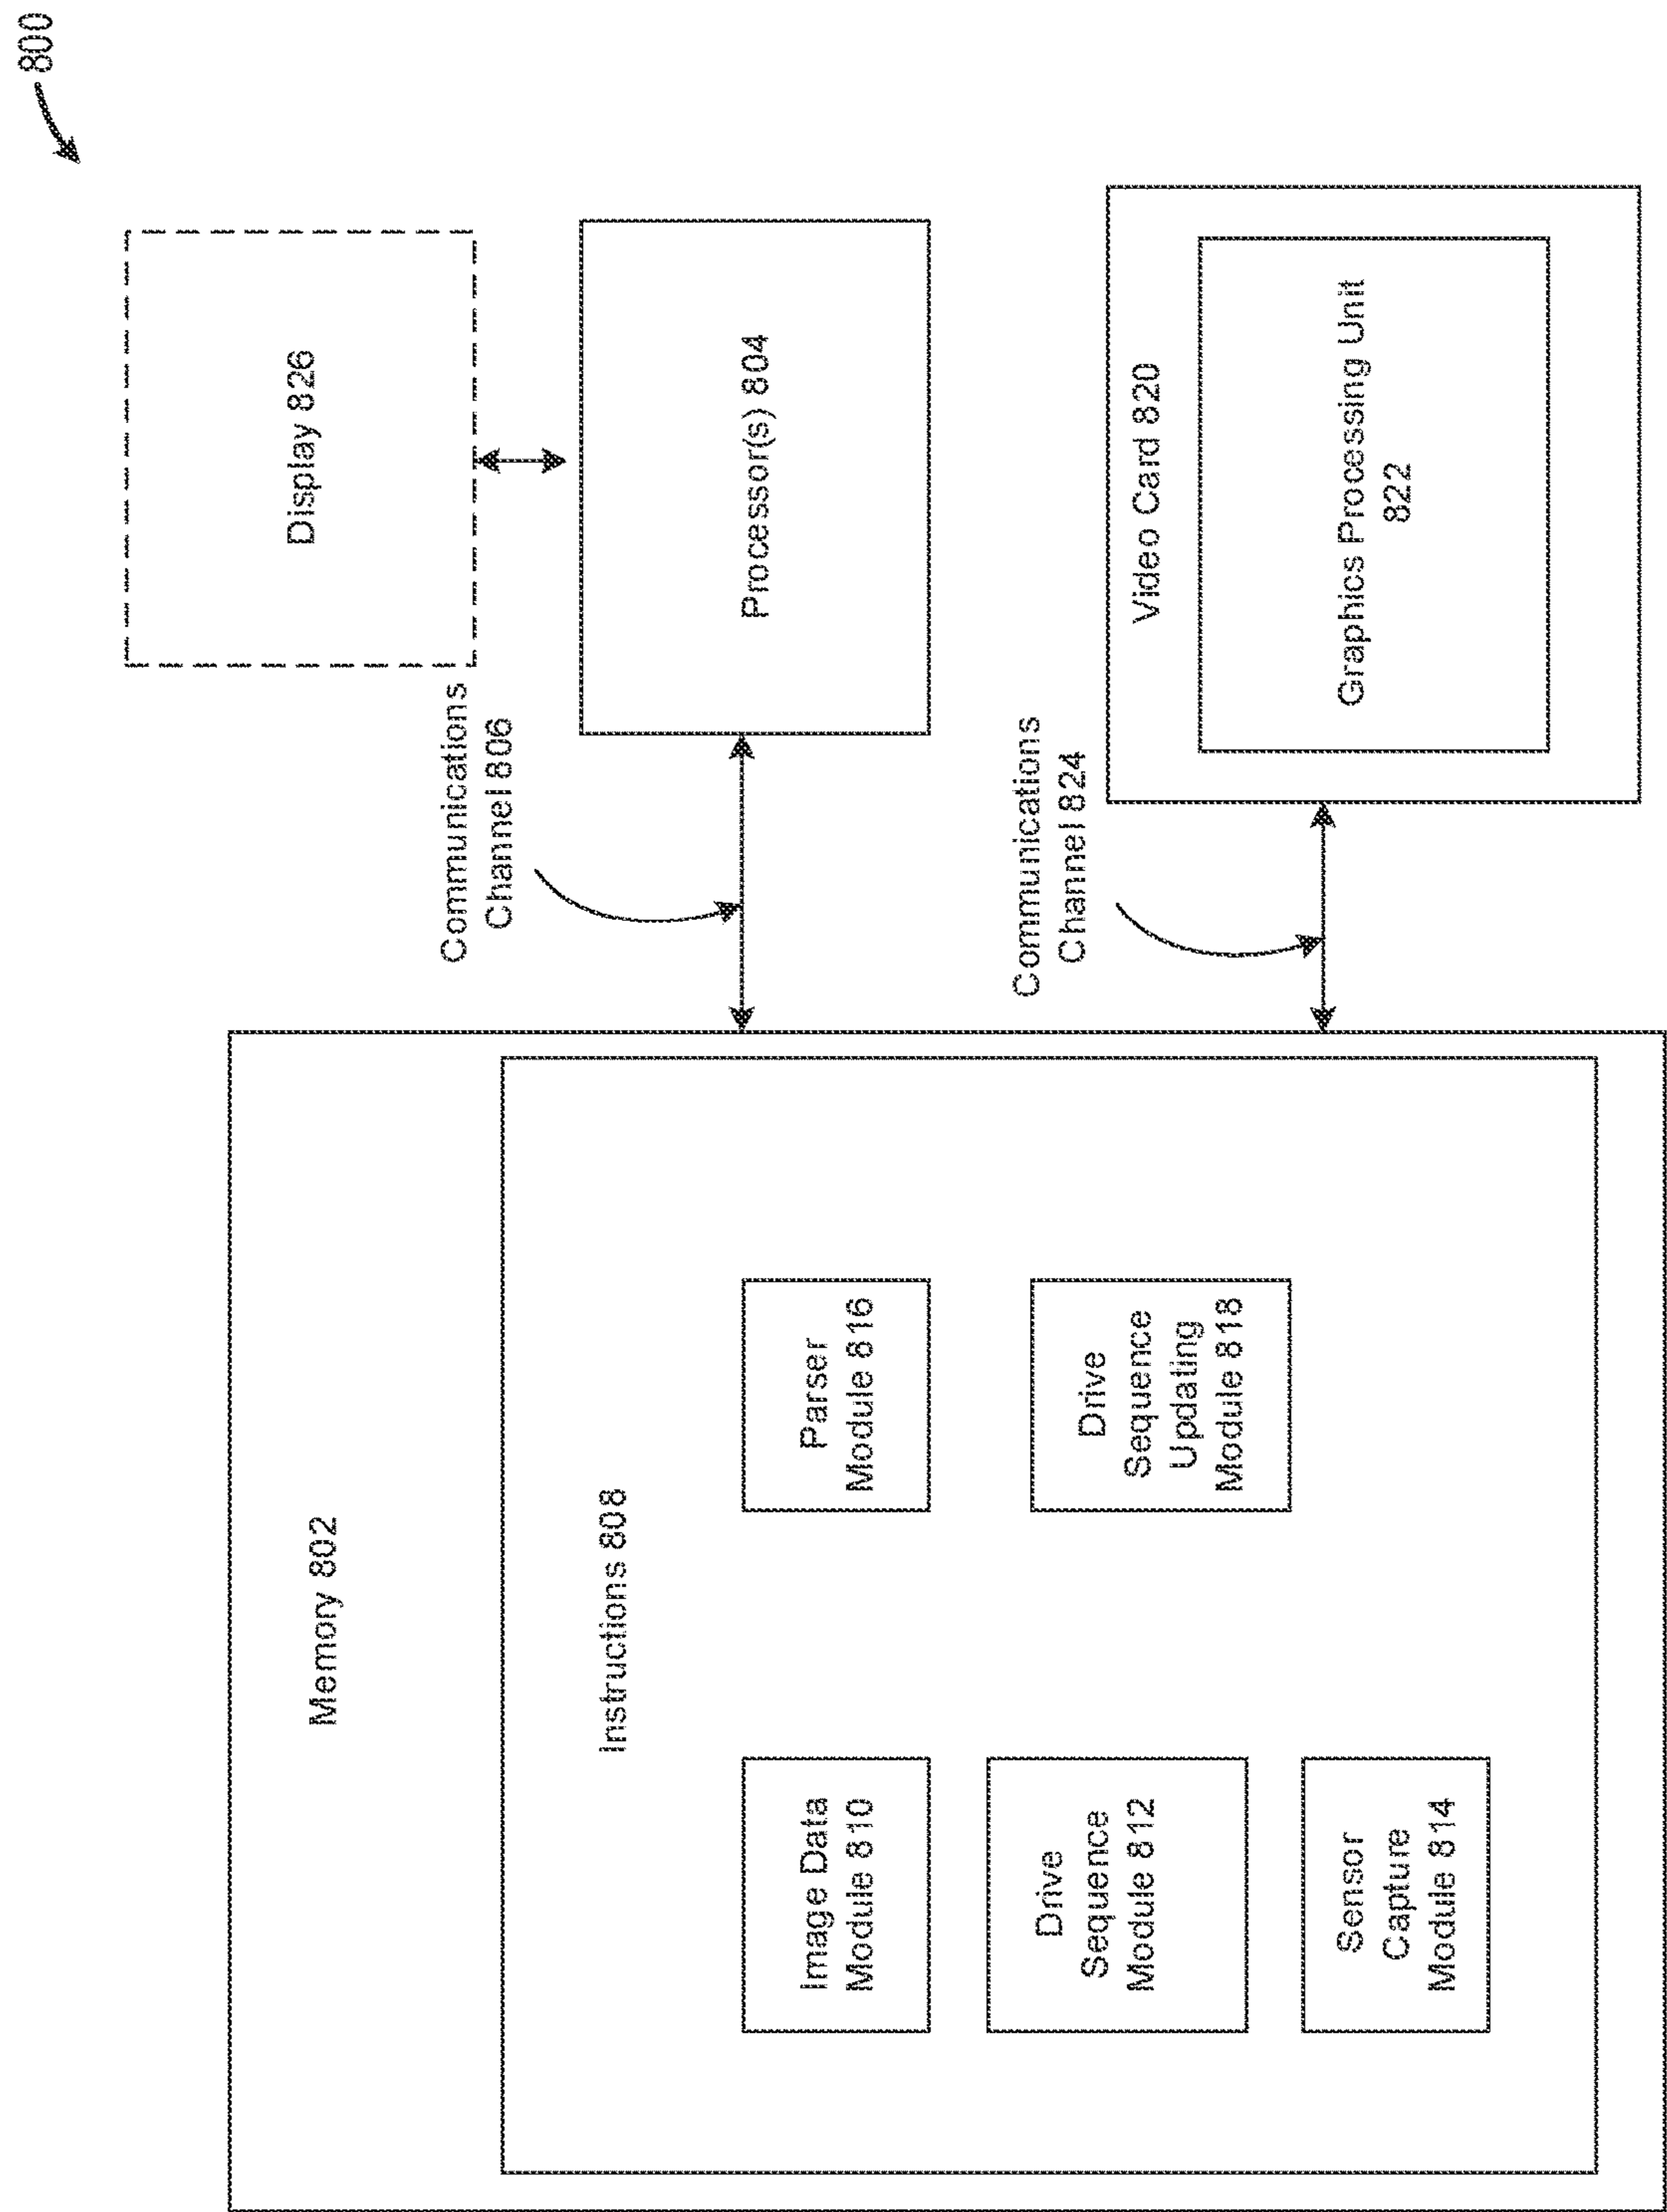 800
Memory 802
Instructions 808
Image Data
Module 810
Drive
Sequence
Module 812
Sensor
Capture
Module 814
Parser
Module 816
Drive
Sequence
Updating
Module 818
Communications
Channel 806
Display 826
Processor(s) 804
Communications
Channel 824
Video Card 820
Graphics Processing Unit
822